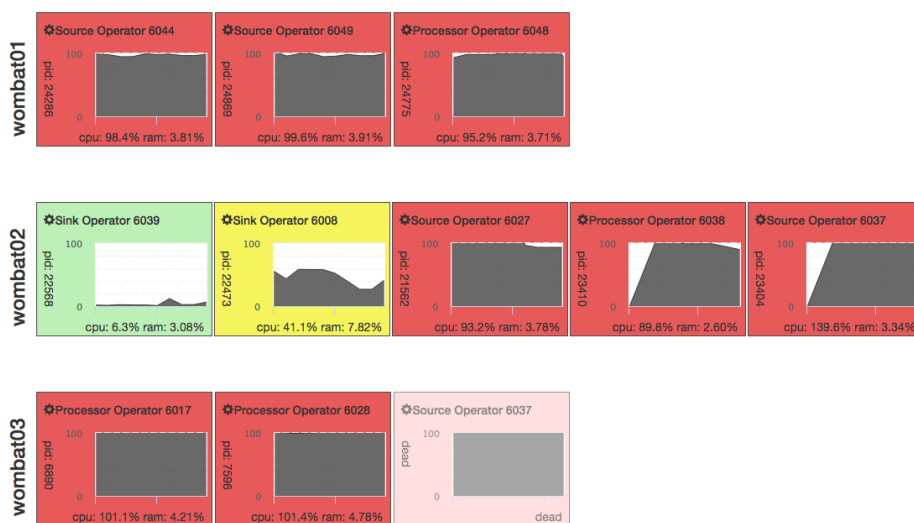 wombat01
Source Operator 6044
100
pid: 24286
0
cpu: 98.4% ram: 3.81%
Source Operator 6049
100
pid: 24869
0
cpu: 99.6% ram: 3.91%
Processor Operator 6048
100
pid: 24775
0
cpu: 95.2% ram: 3.71%
wombat02
Sink Operator 6039
100
pid: 22568
0
cpu: 6.3% ram: 3.08%
Sink Operator 6008
100
pid: 22473
0
cpu: 41.1% ram: 7.82%
Source Operator 6027
100
pid: 21562
0
cpu: 93.2% ram: 3.78%
Processor Operator 6038
100
pid: 23410
0
cpu: 89.8% ram: 2.60%
Source Operator 6037
100
pid: 23404
0
cpu: 139.6% ram: 3.34%
wombat03
Processor Operator 6017
100
pid: 6890
0
cpu: 101.1% ram: 4.21%
Processor Operator 6028
100
pid: 7596
0
cpu: 101.4% ram: 4.78%
Source Operator 6037
100
dead
0
dead